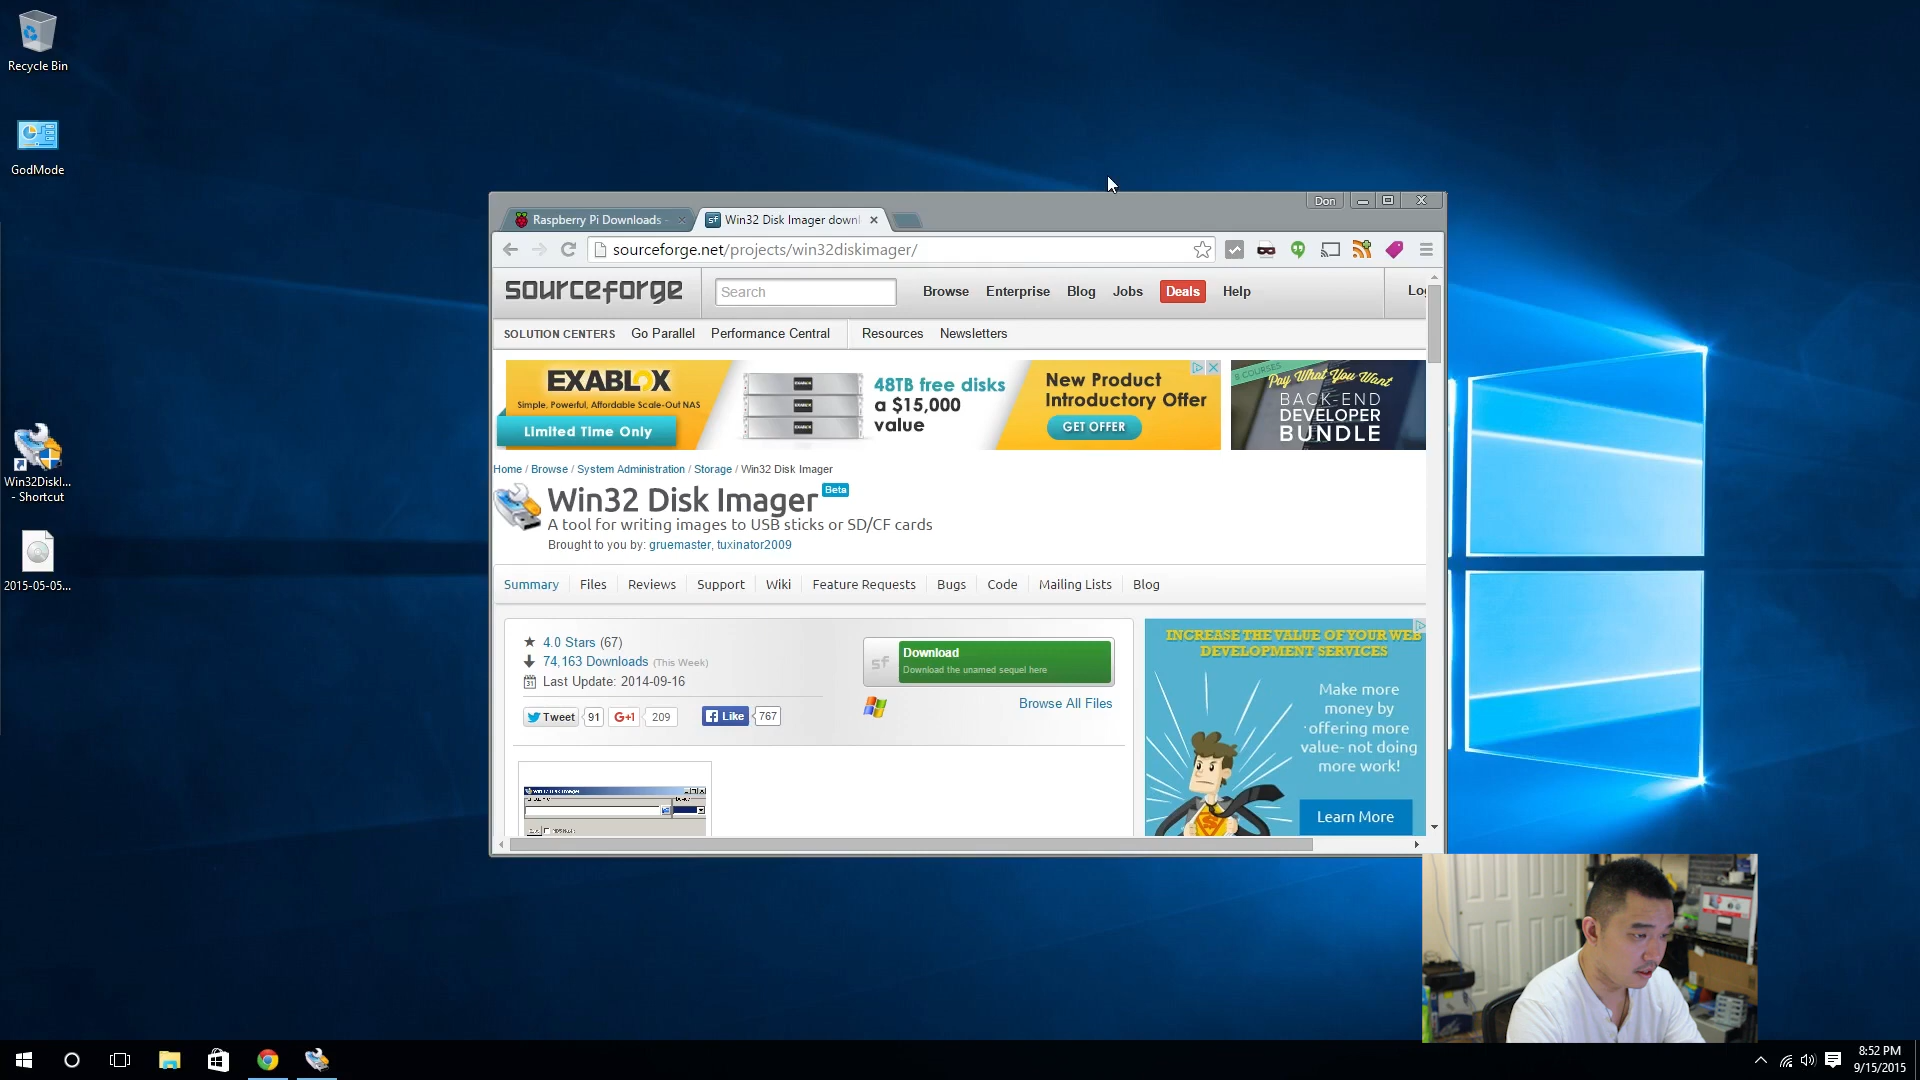 Recycle Bin
GodMode
Win32DiskI...
- Shortcut
2015-05-05...
Don
Raspberry Pi Downloads -
Win32 Disk Imager downl
sourceforge.net/projects/win32diskimager/
sourceforge
Search
Browse
Enterprise
Blog
Jobs
Deals
Help
Log
SOLUTION CENTERS
Go Parallel
Performance Central
Resources
Newsletters
EXABLOX
Simple, Powerful, Affordable Scale-Out NAS
Limited Time Only
48TB free disks
a $15,000
value
New Product
Introductory Offer
GET OFFER
8 COURSES
Pay What You Want
BACK-END
DEVELOPER
BUNDLE
Home / Browse / System Administration / Storage / Win32 Disk Imager
Win32 Disk Imager Beta
A tool for writing images to USB sticks or SD/CF cards
Brought to you by: gruemaster, tuxinator2009
Summary
Files
Reviews
Support
Wiki
Feature Requests
Bugs
Code
Mailing Lists
Blog
4.0 Stars (67)
74,163 Downloads (This Week)
Last Update: 2014-09-16
Tweet 91
G+1 209
Like 767
sf
Download
Download the unamed sequel here
Browse All Files
INCREASE THE VALUE OF YOUR WEB
DEVELOPMENT SERVICES
Make more
money by
offering more
value- not doing
more work!
Learn More
8:52 PM
9/15/2015